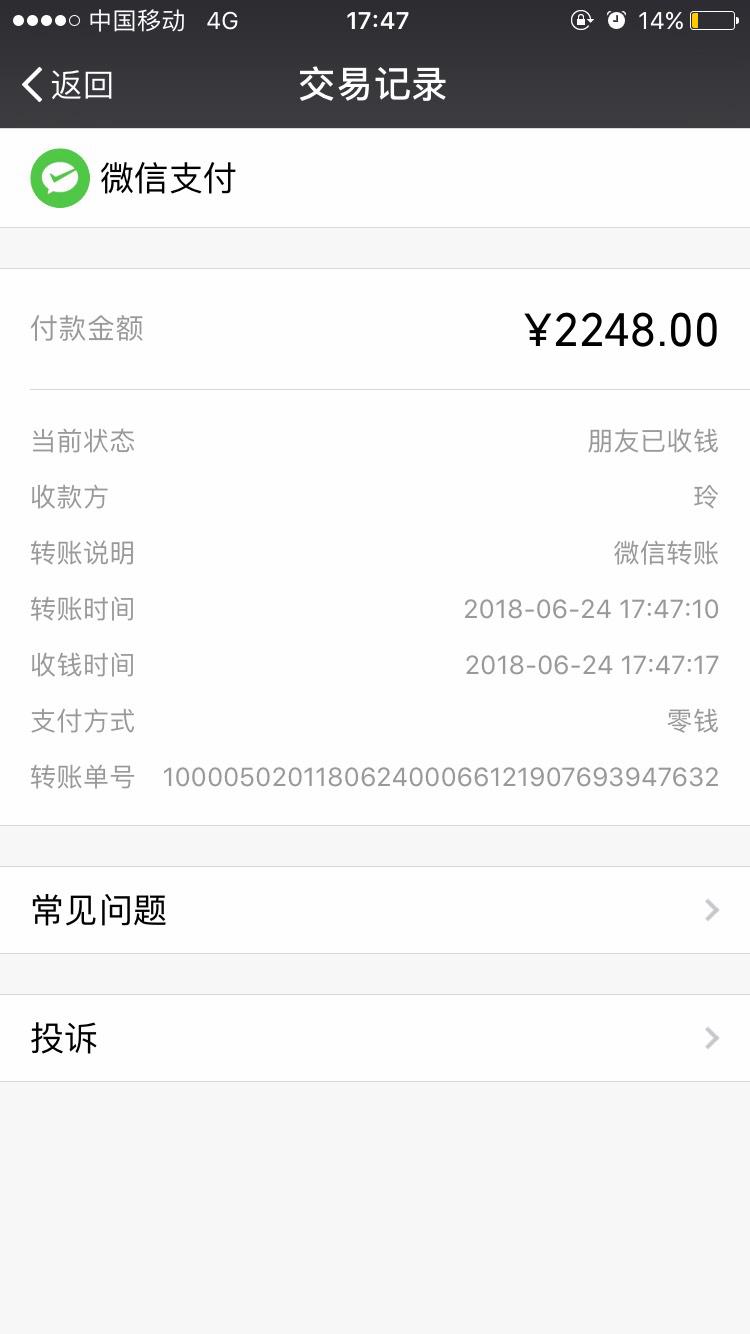 中国移动 4G 17:47 14%
返回 交易记录
微信支付
付款金额 ¥2248.00
当前状态 朋友已收钱
收款方 玲
转账说明 微信转账
转账时间 2018-06-24 17:47:10
收钱时间 2018-06-24 17:47:17
支付方式 零钱
转账单号 100005020118062400066121907693947632
常见问题
投诉